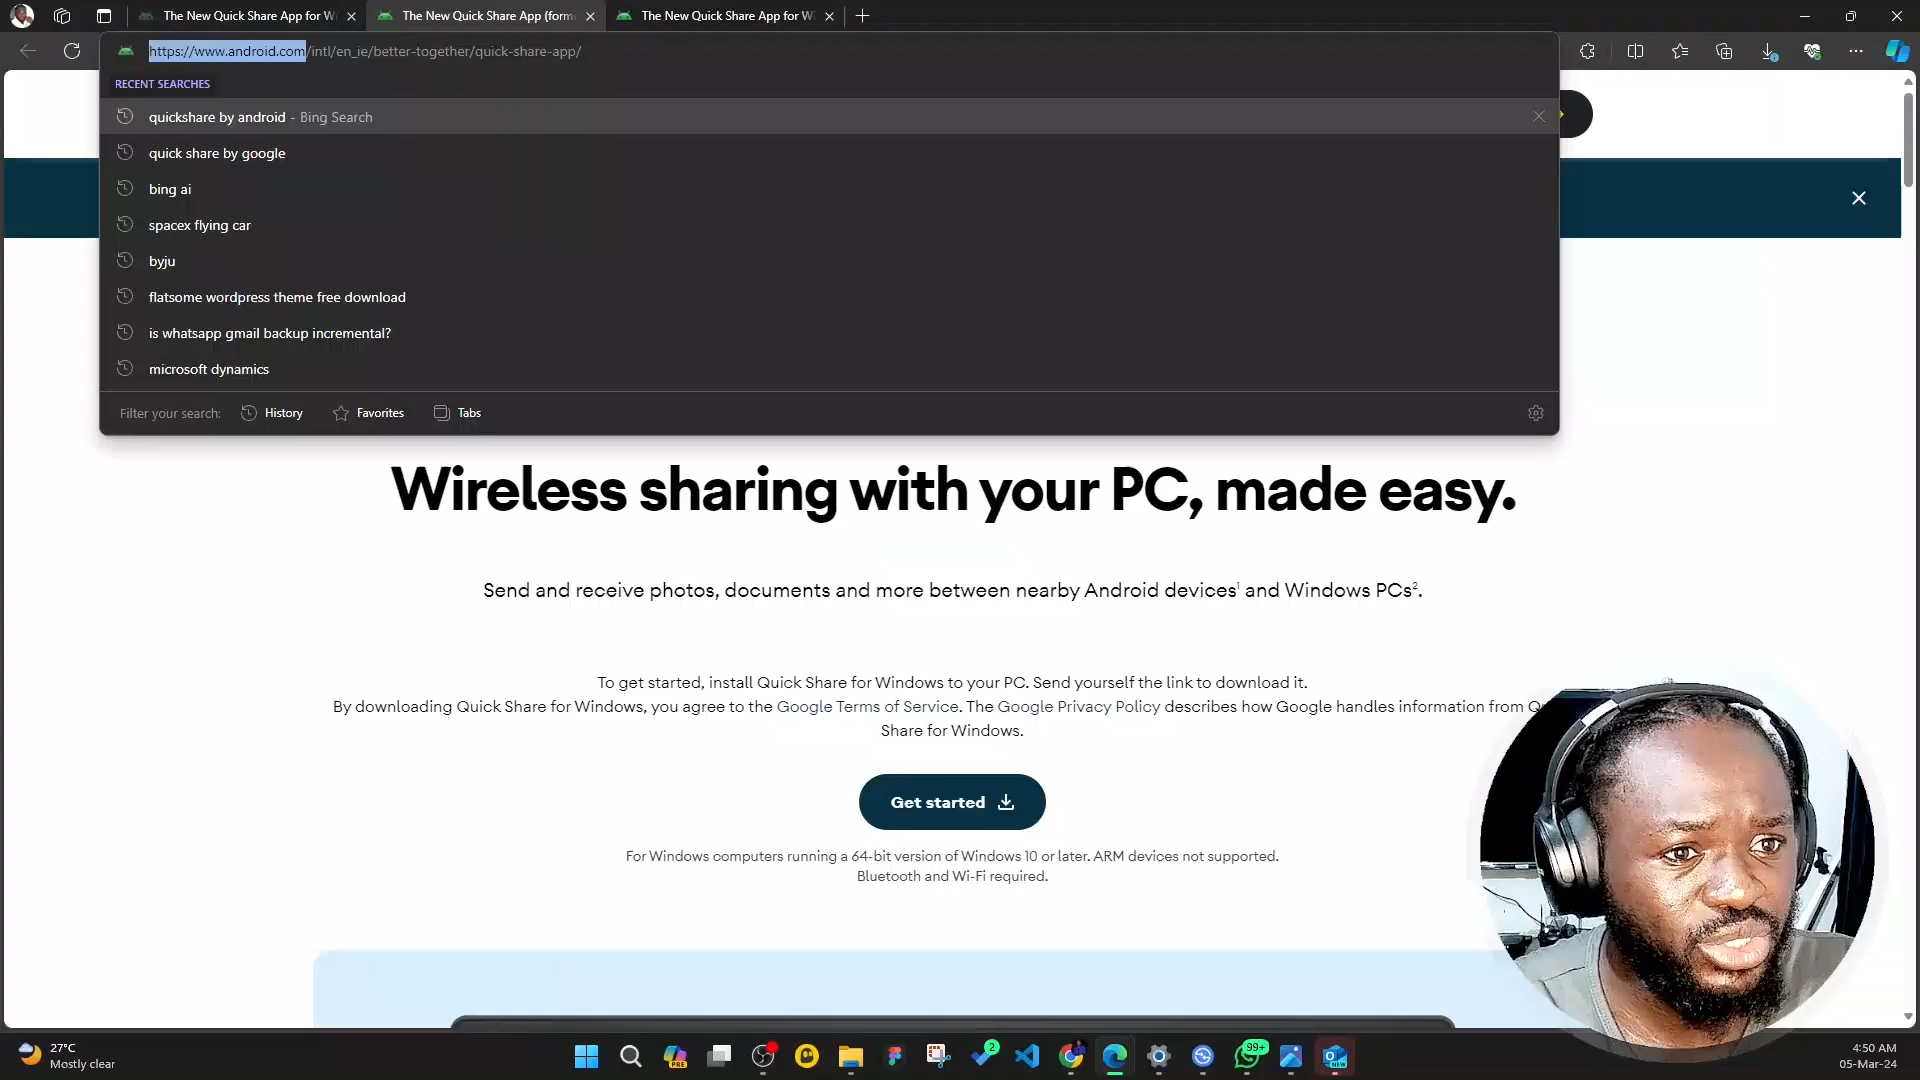 The New Quick Share App for W
The New Quick Share App (form
The New Quick Share App for Wi
https://www.android.com/intl/en_ie/better-together/quick-share-app/
RECENT SEARCHES
quickshare by android - Bing Search
quick share by google
bing ai
spacex flying car
byju
flatsome wordpress theme free download
is whatsapp gmail backup incremental?
microsoft dynamics
Filter your search: History Favorites Tabs
Wireless sharing with your PC, made easy.
Send and receive photos, documents and more between nearby Android devices¹ and Windows PCs².
To get started, install Quick Share for Windows to your PC. Send yourself the link to download it.
By downloading Quick Share for Windows, you agree to the Google Terms of Service. The Google Privacy Policy describes how Google handles information from Q
Share for Windows.
Get started
For Windows computers running a 64-bit version of Windows 10 or later. ARM devices not supported.
Bluetooth and Wi-Fi required.
27°C
Mostly clear
PRE
2
99+
NEW
4:50 AM
05-Mar-24